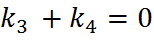 k₃ + k₄ = 0